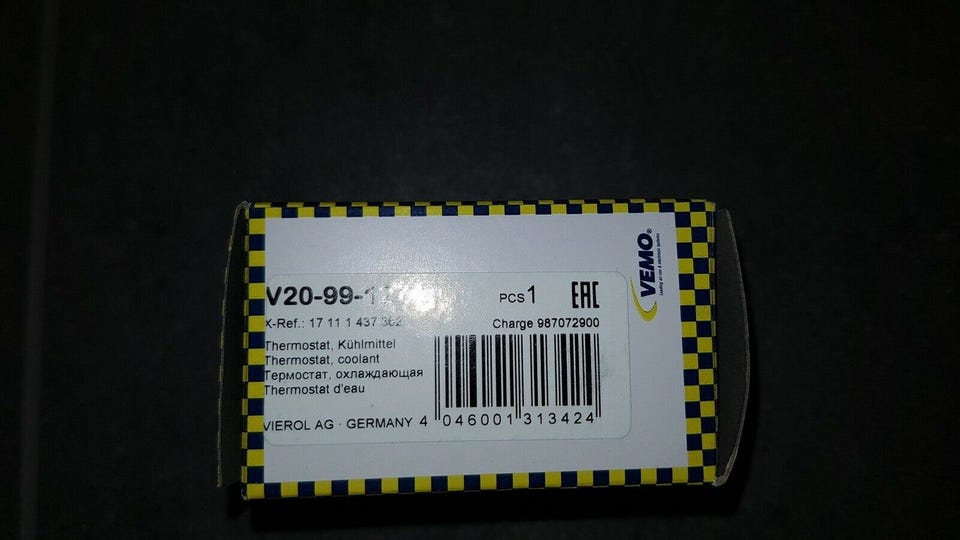 V20-99-
PCS 1
EAC
X-Ref.: 17 11 1 437 362
Charge 987072900
Thermostat, Kühlmittel
Thermostat, coolant
Термостат, охлаждающая
Thermostat d'eau
VIEROL AG · GERMANY
4 046001 313424
VEMO®